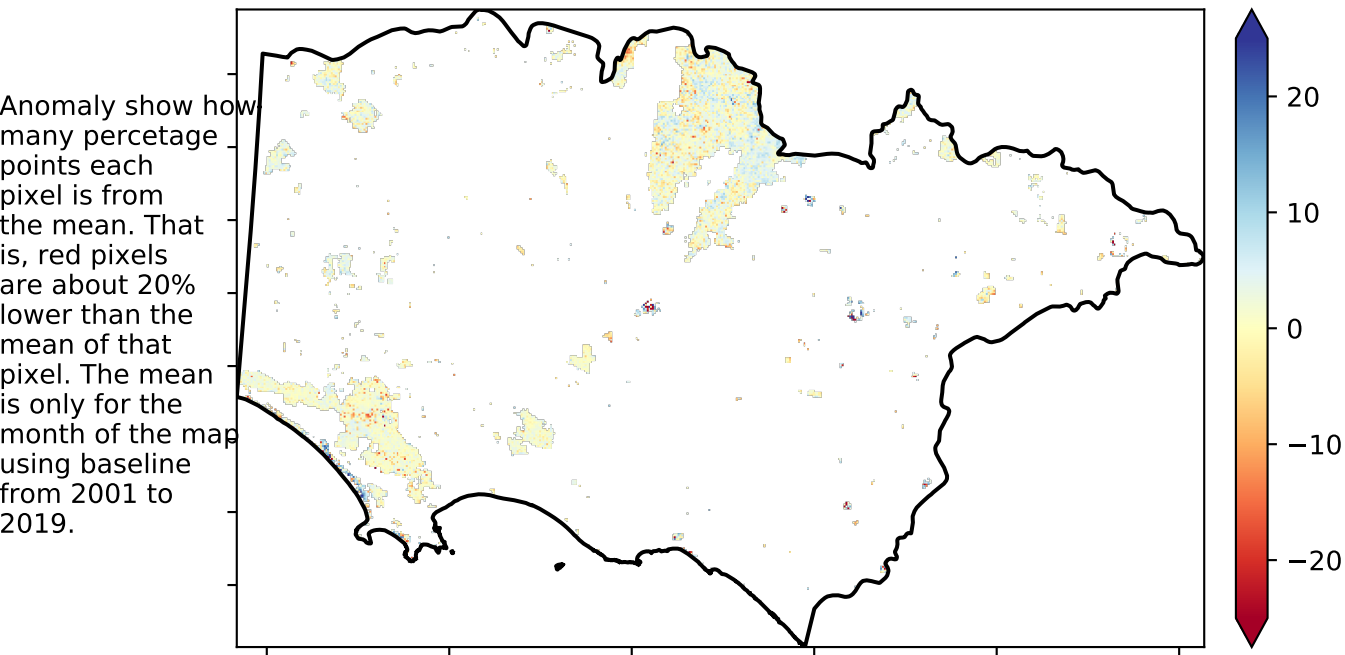 Anomaly show how
many percetage
points each
pixel is from
the mean. That
is, red pixels
are about 20%
lower than the
mean of that
pixel. The mean
is only for the
month of the map
using baseline
from 2001 to
2019.
20
10
0
−10
−20